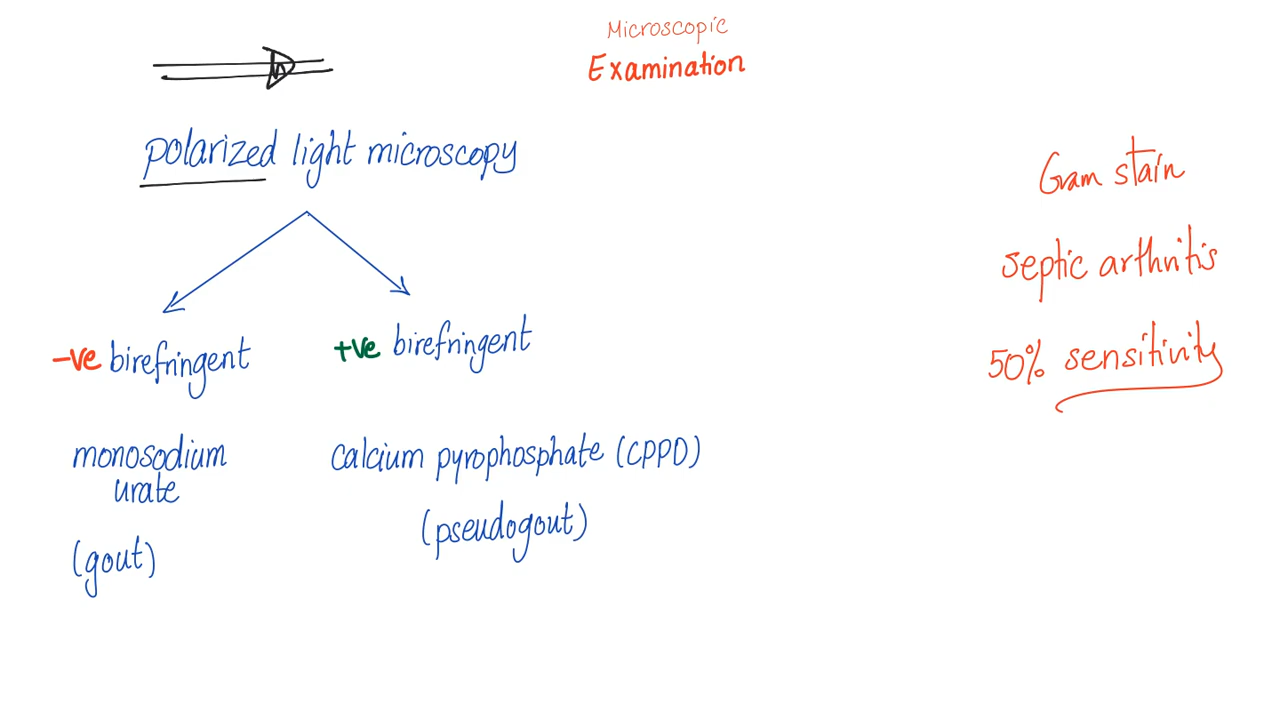 Microscopic
Examination
polarized light microscopy
-ve birefringent
+ve birefringent
monosodium
urate
(gout)
Calcium pyrophosphate (CPPD)
(pseudogout)
Gram stain
septic arthritis
50% sensitivity